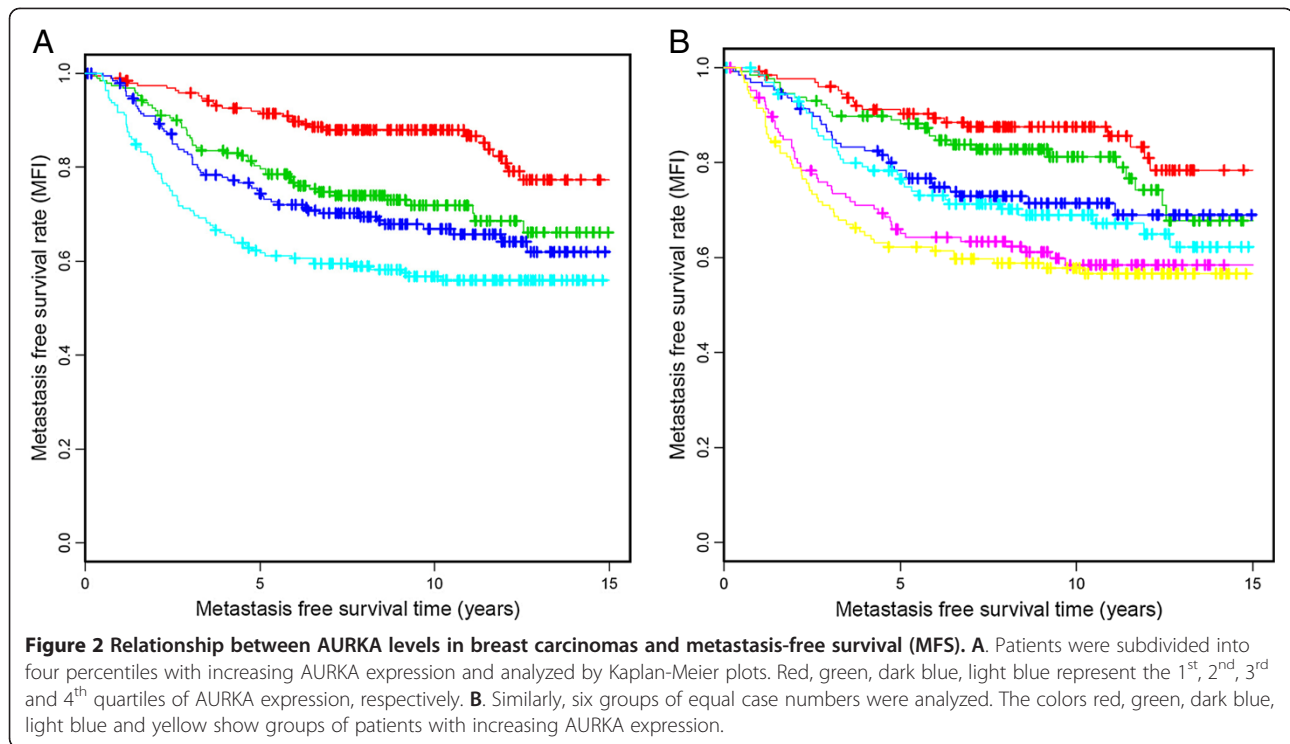 A
B
Metastasis free survival rate (MFI)
1.0
0.8
0.6
0.4
0.2
0.0
0 5 10 15
Metastasis free survival time (years)
Metastasis free survival rate (MFI)
1.0
0.8
0.6
0.4
0.2
0.0
0 5 10 15
Metastasis free survival time (years)
Figure 2 Relationship between AURKA levels in breast carcinomas and metastasis-free survival (MFS). A. Patients were subdivided into
four percentiles with increasing AURKA expression and analyzed by Kaplan-Meier plots. Red, green, dark blue, light blue represent the 1st, 2nd, 3rd
and 4th quartiles of AURKA expression, respectively. B. Similarly, six groups of equal case numbers were analyzed. The colors red, green, dark blue,
light blue and yellow show groups of patients with increasing AURKA expression.